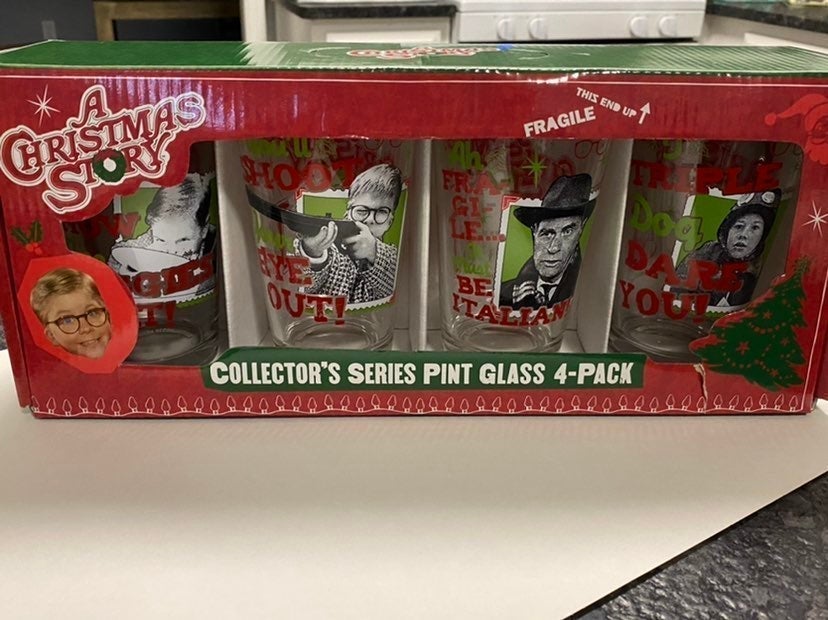 A
CHRISTMAS
STORY
THIS END UP
FRAGILE
SHOOT
EYE
OUT!
FRA-
GI-
LE...
BE
ITALIAN
TRIPLE
Dog
DARE
YOU!
COLLECTOR'S SERIES PINT GLASS 4-PACK